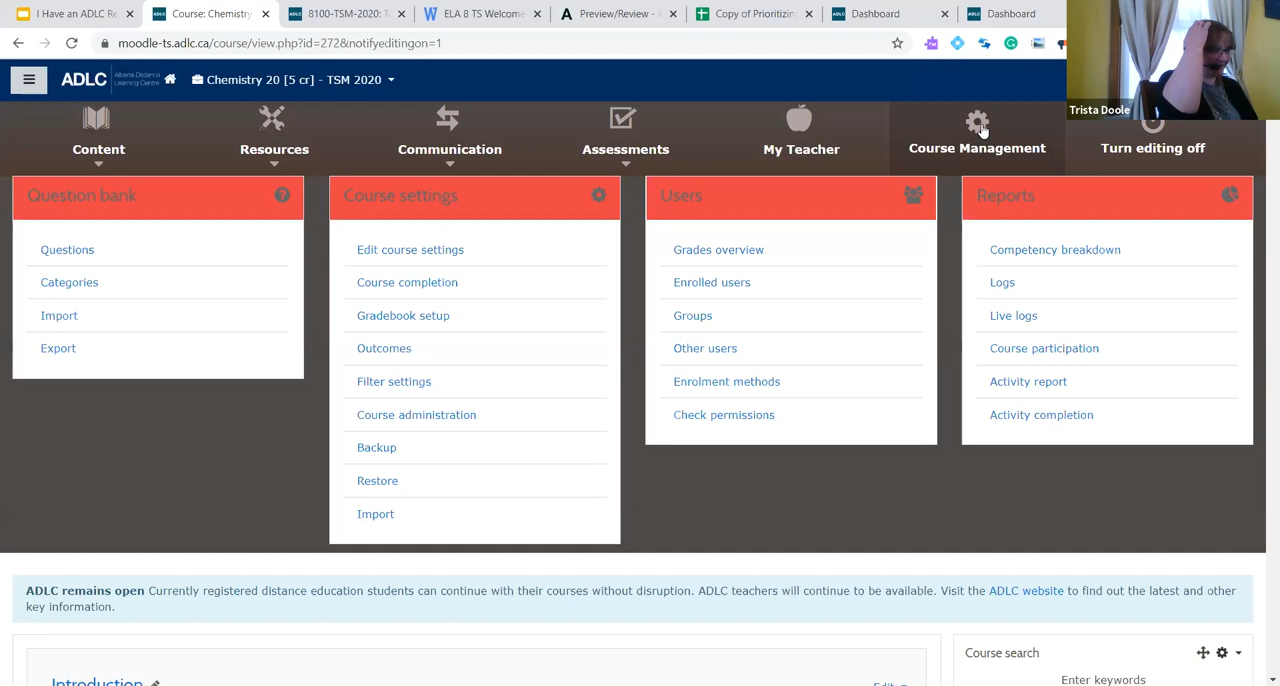 I Have an ADLC Re
Course: Chemistry
8100-TSM-2020: T
ELA 8 TS Welcome
Preview/Review - A
Copy of Prioritizing
Dashboard
Dashboard
moodle-ts.adlc.ca/course/view.php?id=272&notifyeditingon=1
ADLC Alberta Distance Learning Centre
Chemistry 20 [5 cr] - TSM 2020
Trista Doole
Content
Resources
Communication
Assessments
My Teacher
Course Management
Turn editing off
Question bank
Questions
Categories
Import
Export
Course settings
Edit course settings
Course completion
Gradebook setup
Outcomes
Filter settings
Course administration
Backup
Restore
Import
Users
Grades overview
Enrolled users
Groups
Other users
Enrolment methods
Check permissions
Reports
Competency breakdown
Logs
Live logs
Course participation
Activity report
Activity completion
ADLC remains open Currently registered distance education students can continue with their courses without disruption. ADLC teachers will continue to be available. Visit the ADLC website to find out the latest and other
key information.
Introduction
Edit
Course search
Enter keywords